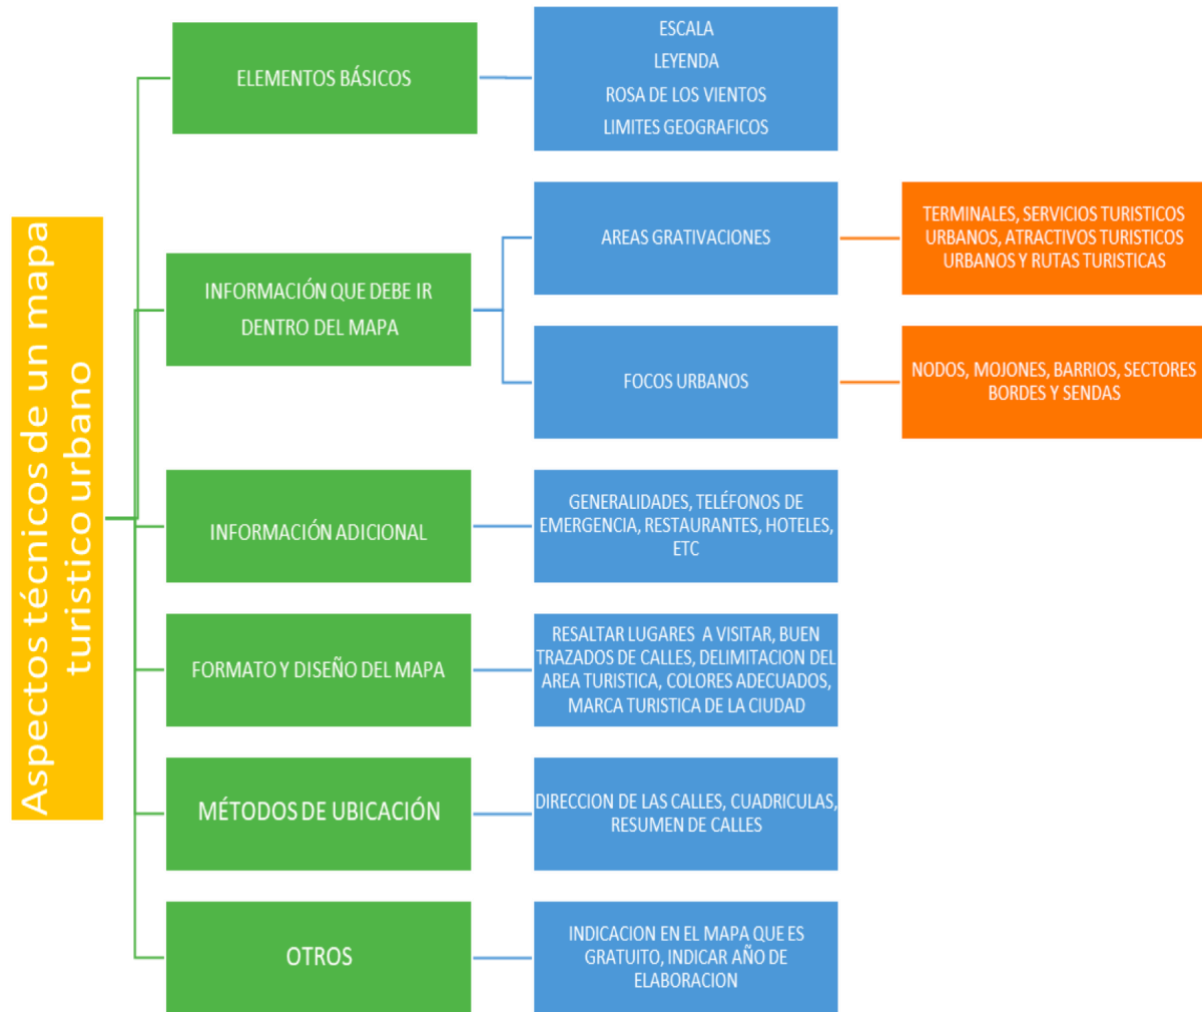 Aspectos técnicos de un mapa
turistico urbano
ELEMENTOS BÁSICOS
ESCALA
LEYENDA
ROSA DE LOS VIENTOS
LIMITES GEOGRAFICOS
INFORMACIÓN QUE DEBE IR
DENTRO DEL MAPA
AREAS GRATIVACIONES
TERMINALES, SERVICIOS TURISTICOS
URBANOS, ATRACTIVOS TURISTICOS
URBANOS Y RUTAS TURISTICAS
FOCOS URBANOS
NODOS, MOJONES, BARRIOS, SECTORES
BORDES Y SENDAS
INFORMACIÓN ADICIONAL
GENERALIDADES, TELÉFONOS DE
EMERGENCIA, RESTAURANTES, HOTELES,
ETC
FORMATO Y DISEÑO DEL MAPA
RESALTAR LUGARES A VISITAR, BUEN
TRAZADOS DE CALLES, DELIMITACION DEL
AREA TURISTICA, COLORES ADECUADOS,
MARCA TURISTICA DE LA CIUDAD
MÉTODOS DE UBICACIÓN
DIRECCION DE LAS CALLES, CUADRICULAS,
RESUMEN DE CALLES
OTROS
INDICACION EN EL MAPA QUE ES
GRATUITO, INDICAR AÑO DE
ELABORACION